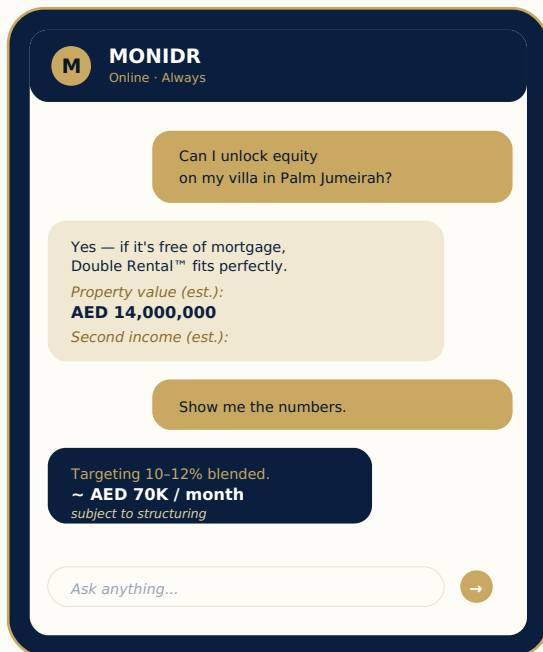 M
MONIDR
Online · Always
Can I unlock equity
on my villa in Palm Jumeirah?
Yes — if it's free of mortgage,
Double Rental™ fits perfectly.
Property value (est.):
AED 14,000,000
Second income (est.):
Show me the numbers.
Targeting 10–12% blended.
~ AED 70K / month
subject to structuring
Ask anything...
→